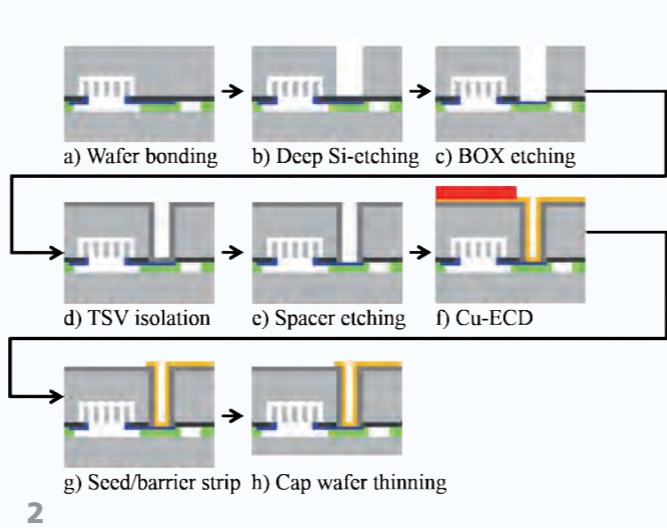 a) Wafer bonding b) Deep Si-etching c) BOX etching
d) TSV isolation e) Spacer etching f) Cu-ECD
g) Seed/barrier strip h) Cap wafer thinning
2